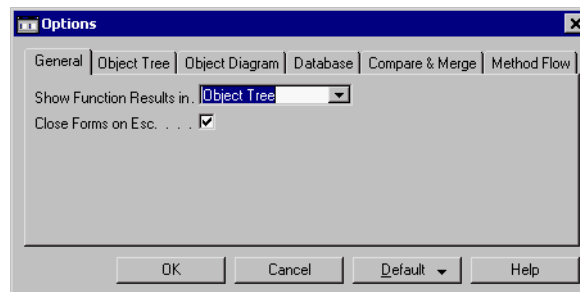 Options
General Object Tree Object Diagram Database Compare & Merge Method Flow
Show Function Results in. Object Tree
Close Forms on Esc. . . . .
OK Cancel Default Help